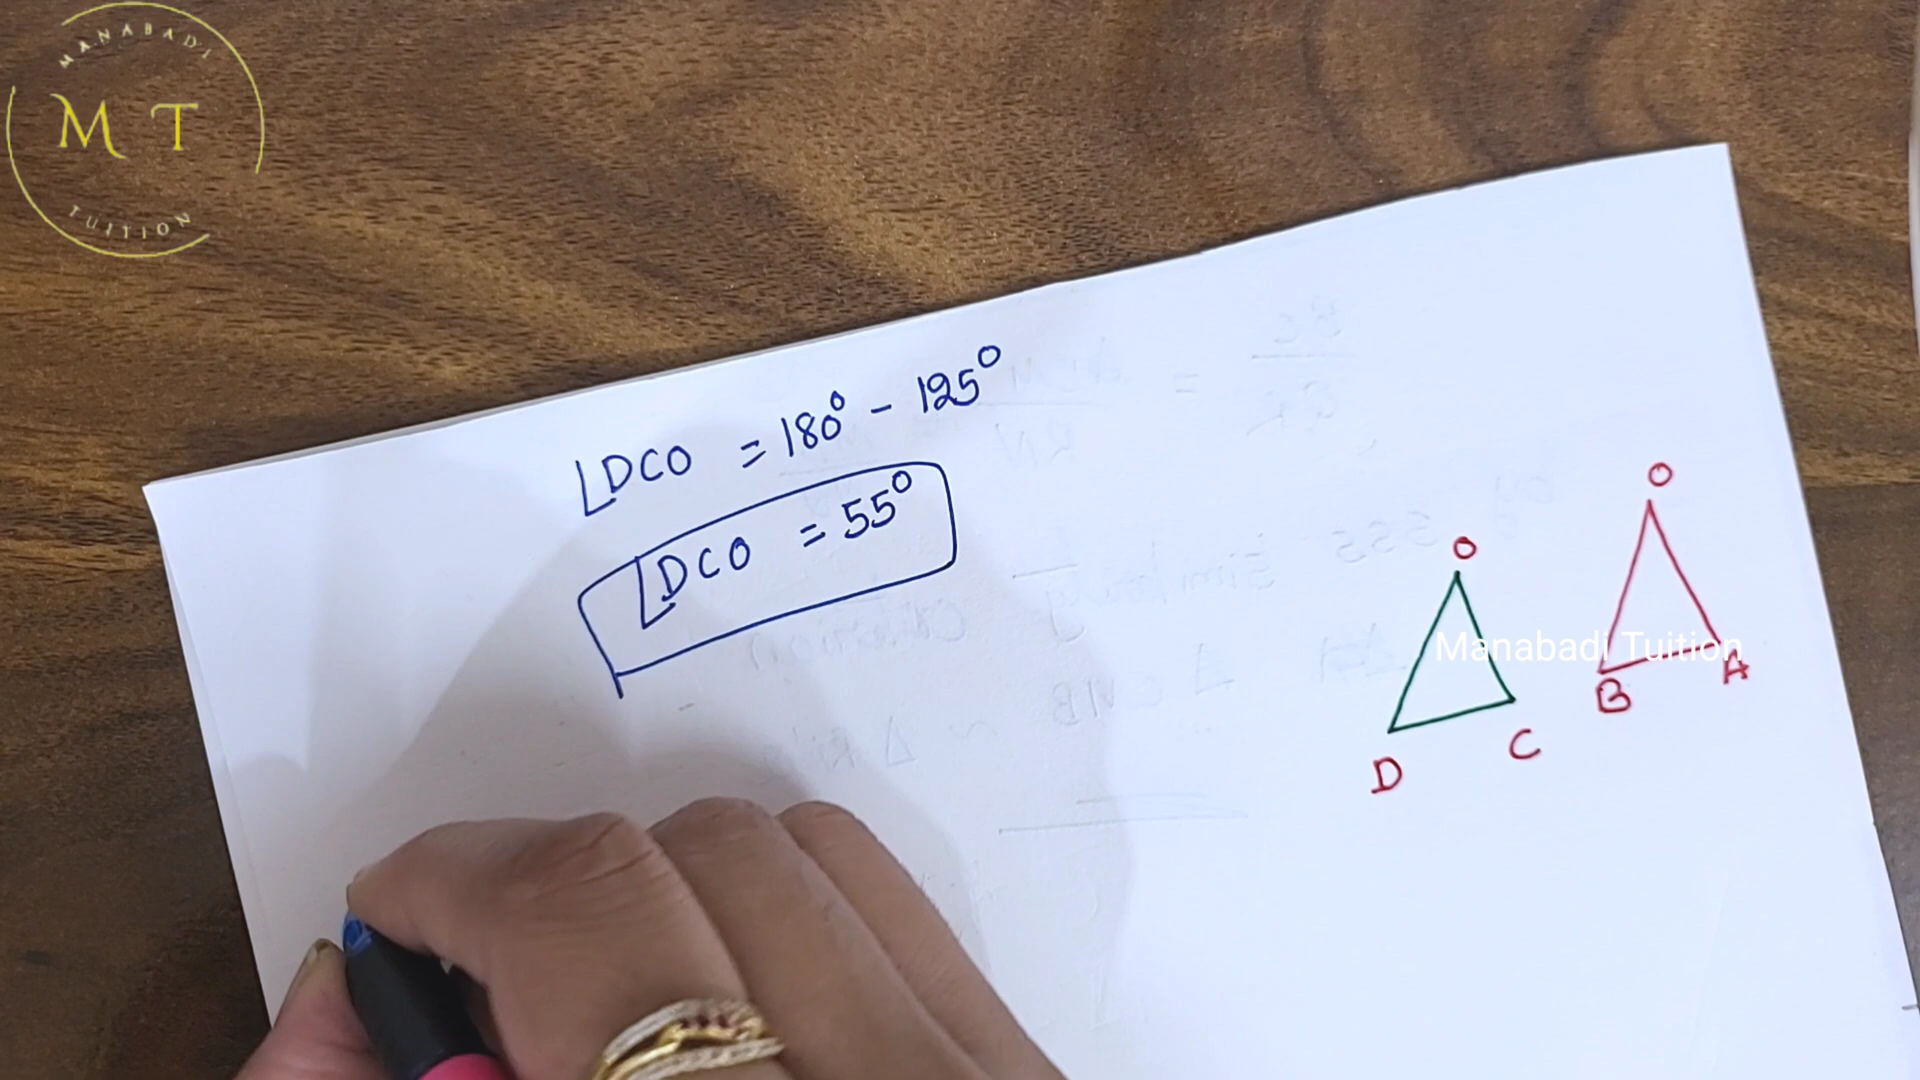 MANABADI
M T
TUITION
∠DCO = 180° - 125°
∠DCO = 55°
O
O
Manabadi Tuition
B
A
D
C